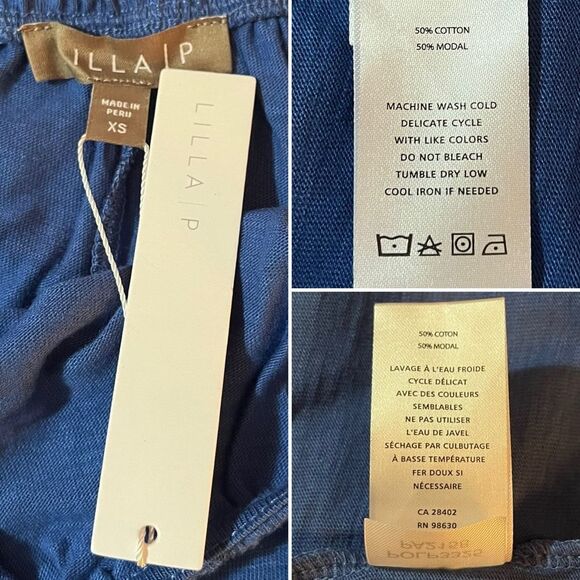 LILLA|P
MADE IN
PERU
XS
LILLA|P
50% COTTON
50% MODAL
MACHINE WASH COLD
DELICATE CYCLE
WITH LIKE COLORS
DO NOT BLEACH
TUMBLE DRY LOW
COOL IRON IF NEEDED
50% COTON
50% MODAL
LAVAGE À L'EAU FROIDE
CYCLE DÉLICAT
AVEC DES COULEURS
SEMBLABLES
NE PAS UTILISER
L'EAU DE JAVEL
SÉCHAGE PAR CULBUTAGE
À BASSE TEMPÉRATURE
FER DOUX SI
NÉCESSAIRE
CA 28402
RN 98630